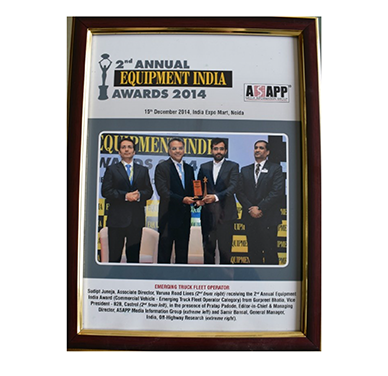 2nd ANNUAL
EQUIPMENT INDIA
AWARDS 2014
ASAPP
15th December 2014, India Expo Mart, Noida
EQUIPMENT INDIA
AWARDS 2014
EMERGING TRUCK FLEET OPERATOR
Sudipt Juneja, Associate Director, Varuna Road Lines (2nd from right) receiving the 2nd Annual Equipment
India Award (Commercial Vehicle - Emerging Truck Fleet Operator Category) from Gurpreet Bhatia, Vice
President - B2B, Castrol (2nd from left), in the presence of Pratap Padode, Editor-in-Chief & Managing
Director, ASAPP Media Information Group (extreme left) and Samir Bansal, General Manager,
India, Off-Highway Research (extreme right).